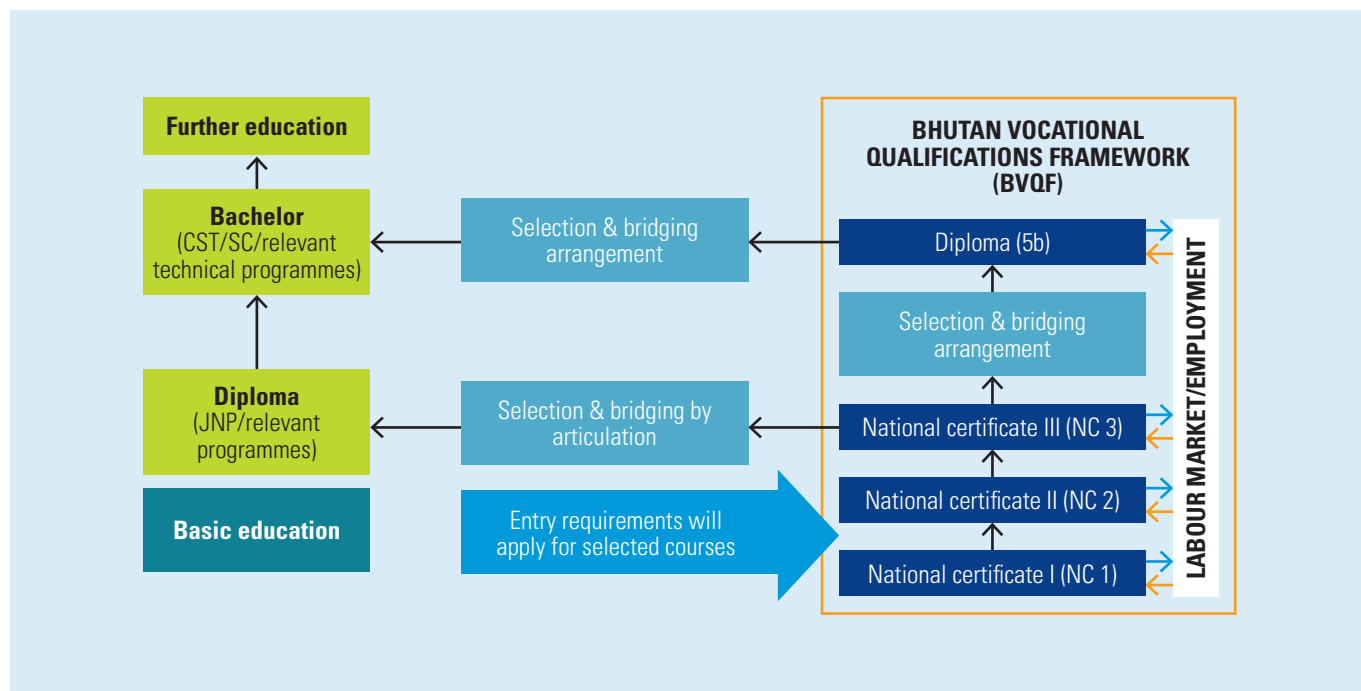 Further education
Bachelor
(CST/SC/relevant
technical programmes)
Diploma
(JNP/relevant
programmes)
Basic education
Selection & bridging
arrangement
Selection & bridging by
articulation
Entry requirements will
apply for selected courses
BHUTAN VOCATIONAL
QUALIFICATIONS FRAMEWORK
(BVQF)
Diploma (5b)
Selection & bridging
arrangement
National certificate III (NC 3)
National certificate II (NC 2)
National certificate I (NC 1)
LABOUR MARKET/EMPLOYMENT